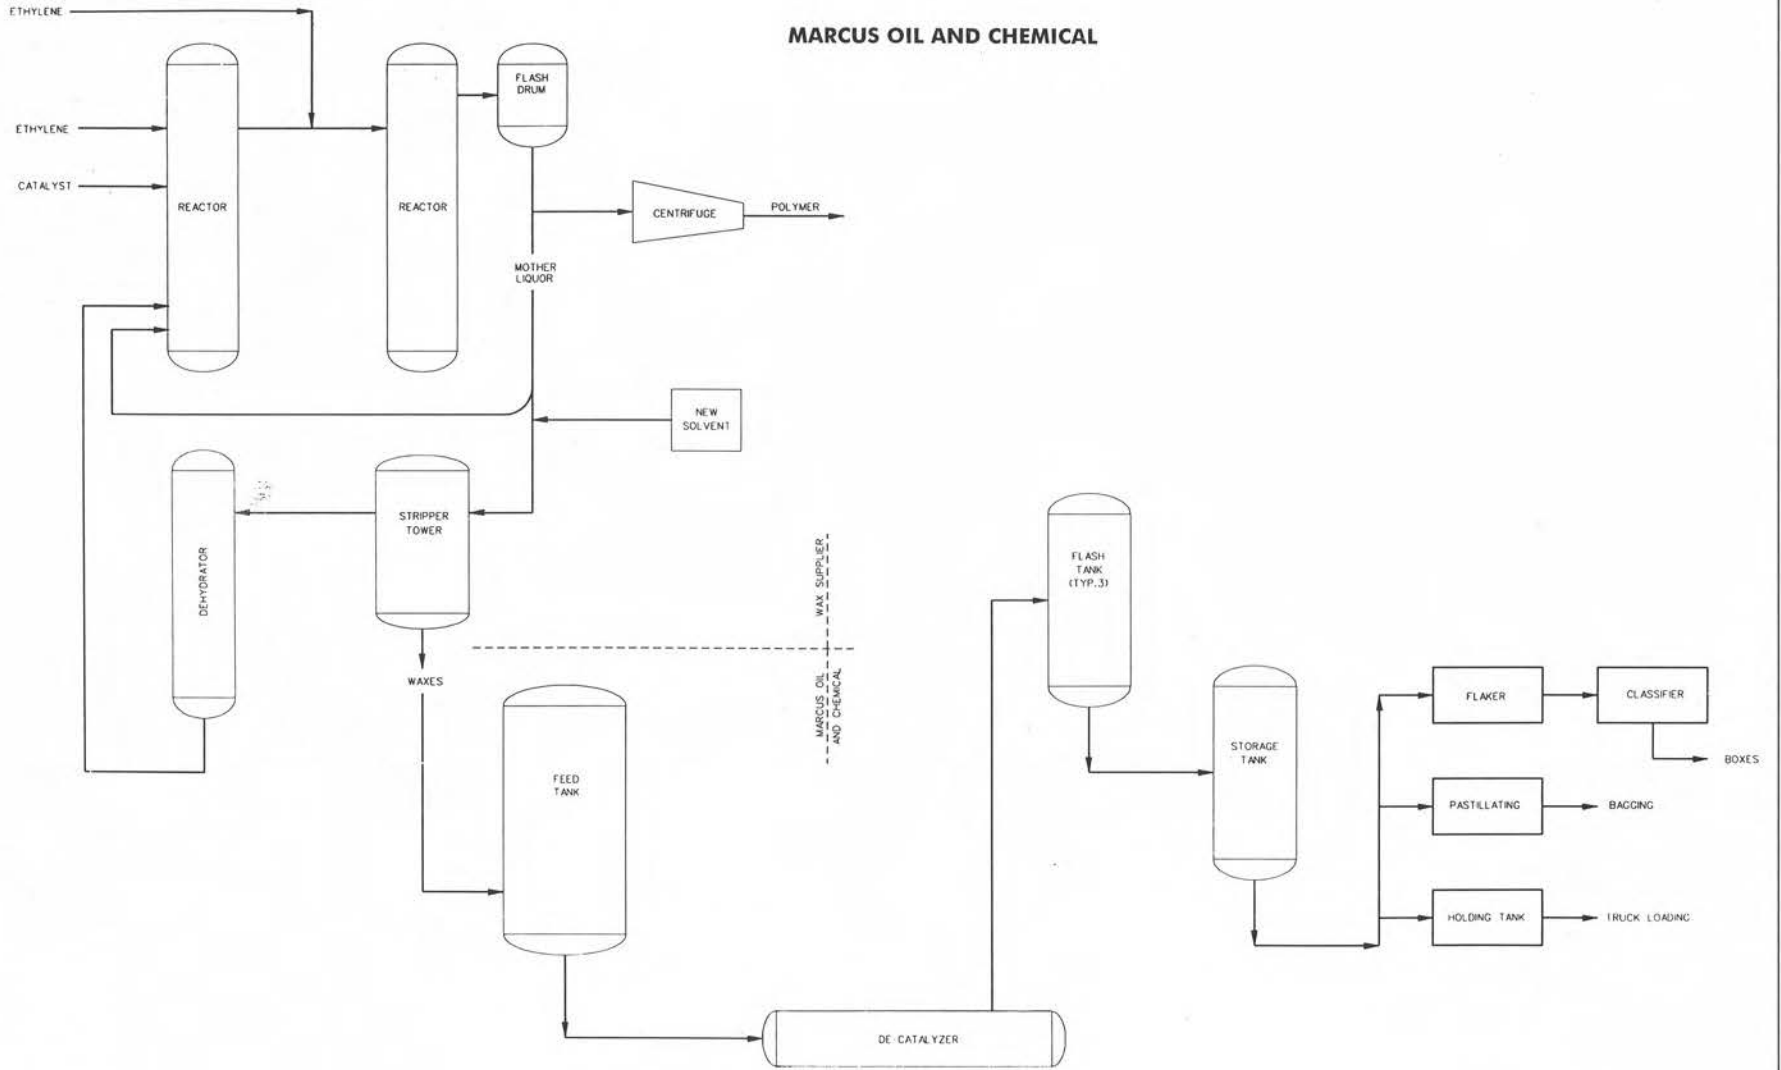 ETHYLENE
MARCUS OIL AND CHEMICAL
FLASH
DRUM
ETHYLENE
CATALYST
REACTOR
REACTOR
CENTRIFUGE
POLYMER
MOTHER
LIQUOR
NEW
SOLVENT
STRIPPER
TOWER
DEHYDRATOR
WAXES
WAX SUPPLIER
MARCUS OIL
AND CHEMICAL
FEED
TANK
DE-CATALYZER
FLASH
TANK
(TYP.3)
STORAGE
TANK
FLAKER
CLASSIFIER
BOXES
PASTILLATING
BAGGING
HOLDING TANK
TRUCK LOADING